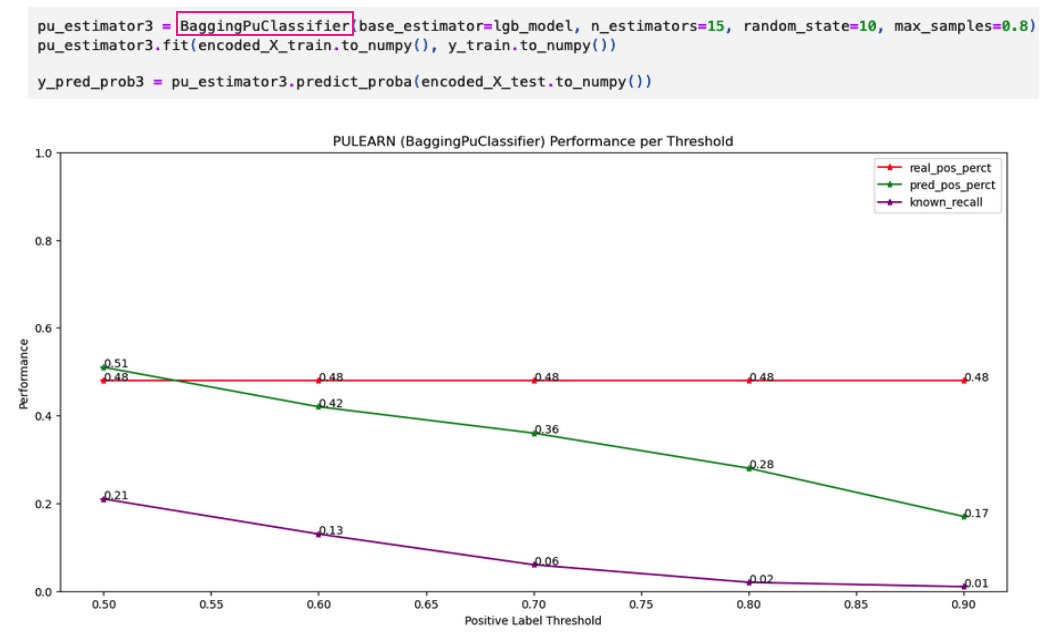 pu_estimator3 = BaggingPuClassifier(base_estimator=lgb_model, n_estimators=15, random_state=10, max_samples=0.8)
pu_estimator3.fit(encoded_X_train.to_numpy(), y_train.to_numpy())
y_pred_prob3 = pu_estimator3.predict_proba(encoded_X_test.to_numpy())
PULEARN (BaggingPuClassifier) Performance per Threshold
1.0
real_pos_perct
pred_pos_perct
known_recall
0.8
0.6
0.51
0.48 0.48 0.48 0.48 0.48
0.42
0.4
0.36
0.28
0.2
0.21
0.17
0.13
0.06
0.02
0.01
0.0
0.50 0.55 0.60 0.65 0.70 0.75 0.80 0.85 0.90
Performance
Positive Label Threshold